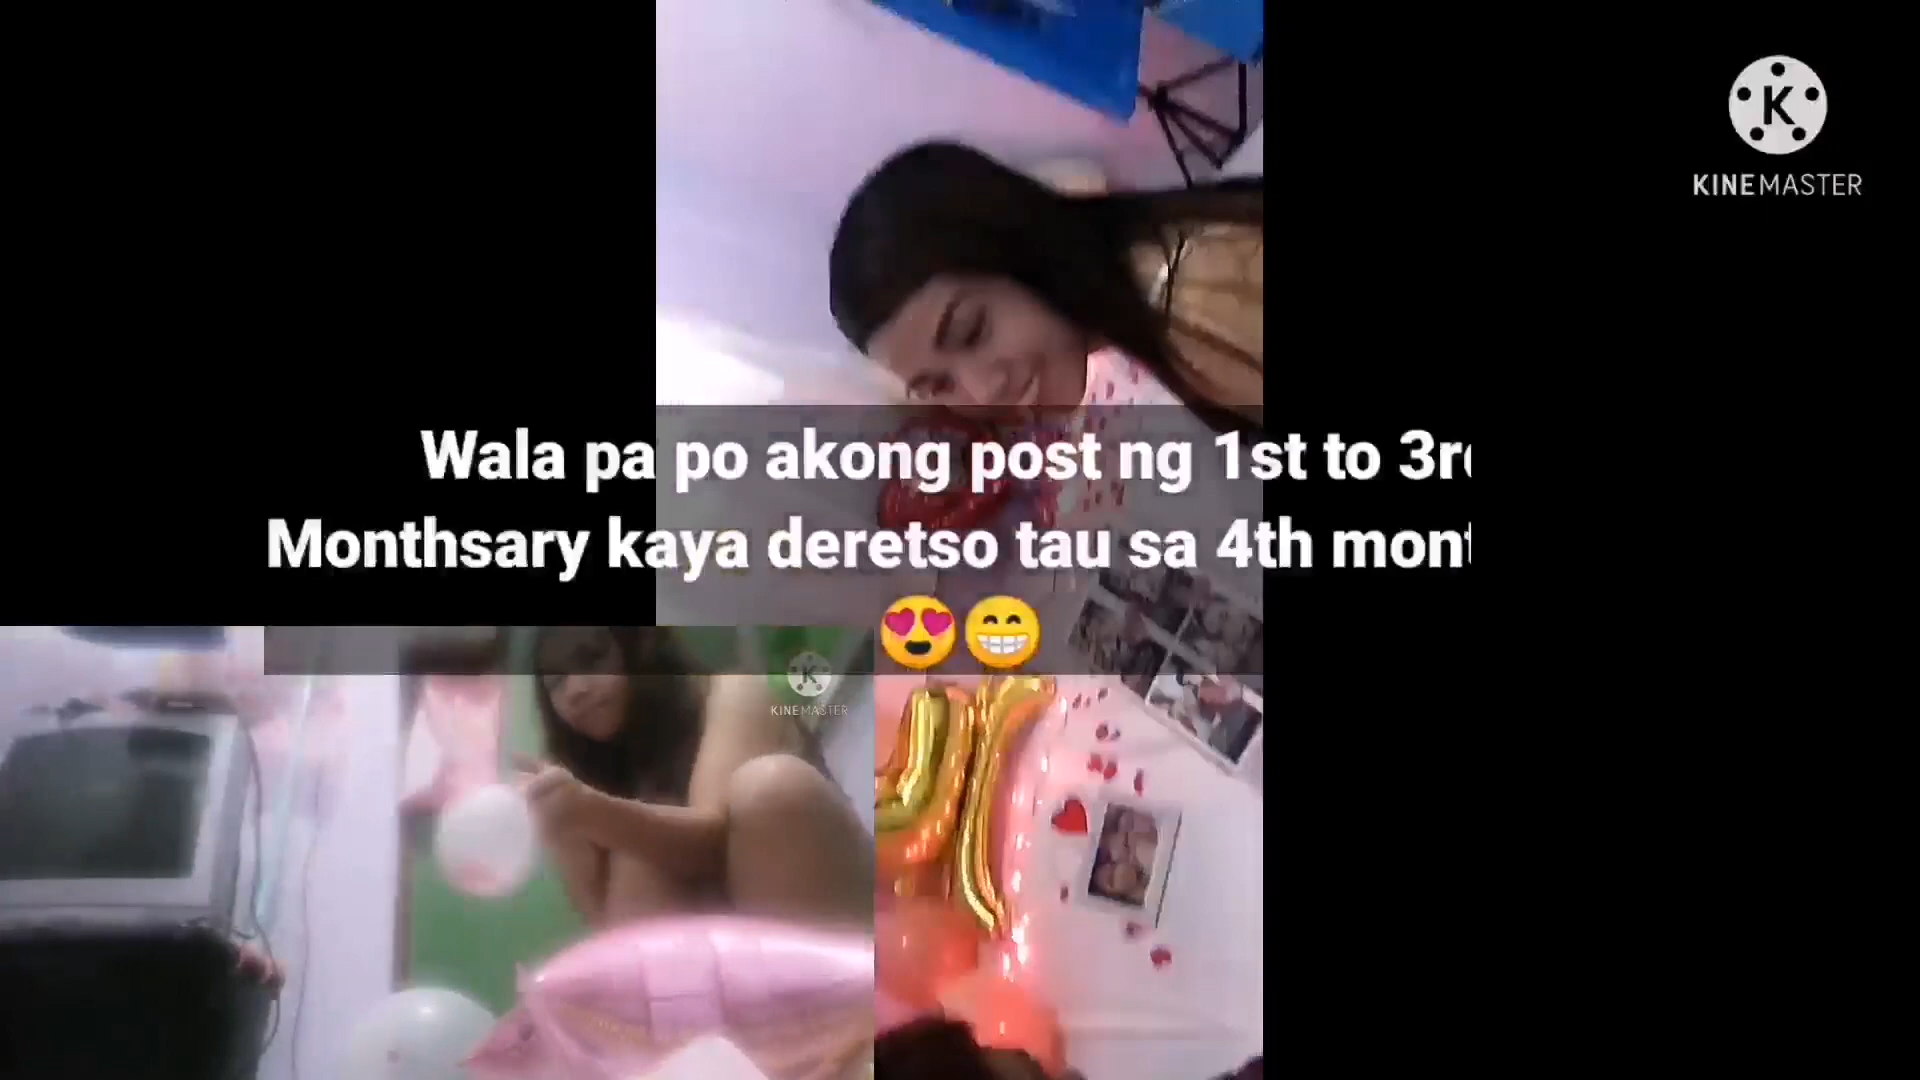 K
KINEMASTER
Wala pa po akong post ng 1st to 3r
Monthsary kaya deretso tau sa 4th mon
😍😁
K
KINEMASTER